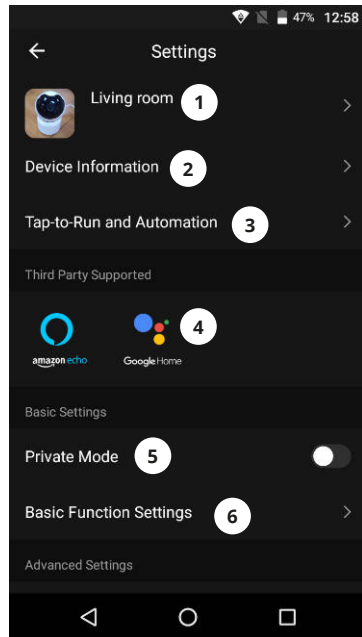 47% 12:58
Settings
Living room 1
Device Information 2
Tap-to-Run and Automation 3
Third Party Supported
4
amazon echo Google Home
Basic Settings
Private Mode 5
Basic Function Settings 6
Advanced Settings